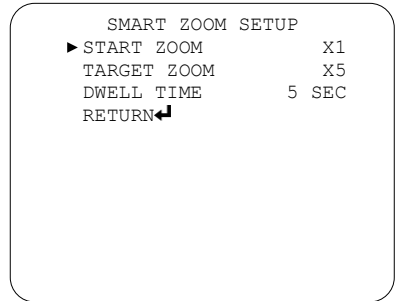 SMART ZOOM SETUP
►START ZOOM X1
TARGET ZOOM X5
DWELL TIME 5 SEC
RETURN↵